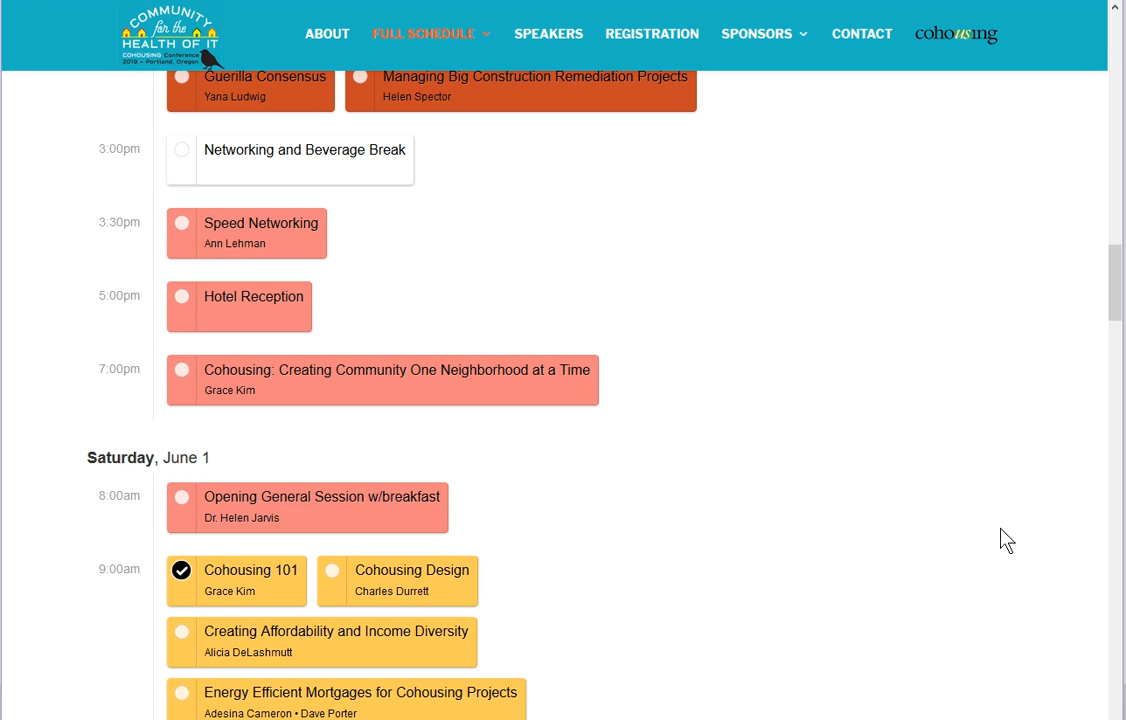 COMMUNITY
for the
HEALTH OF IT
COHOUSING Conference
2019 • Portland, Oregon
ABOUT FULL SCHEDULE SPEAKERS REGISTRATION SPONSORS CONTACT cohousing
Guerilla Consensus Managing Big Construction Remediation Projects
Yana Ludwig Helen Spector
3:00pm Networking and Beverage Break
3:30pm Speed Networking
Ann Lehman
5:00pm Hotel Reception
7:00pm Cohousing: Creating Community One Neighborhood at a Time
Grace Kim
Saturday, June 1
8:00am Opening General Session w/breakfast
Dr. Helen Jarvis
9:00am Cohousing 101 Cohousing Design
Grace Kim Charles Durrett
Creating Affordability and Income Diversity
Alicia DeLashmutt
Energy Efficient Mortgages for Cohousing Projects
Adesina Cameron • Dave Porter